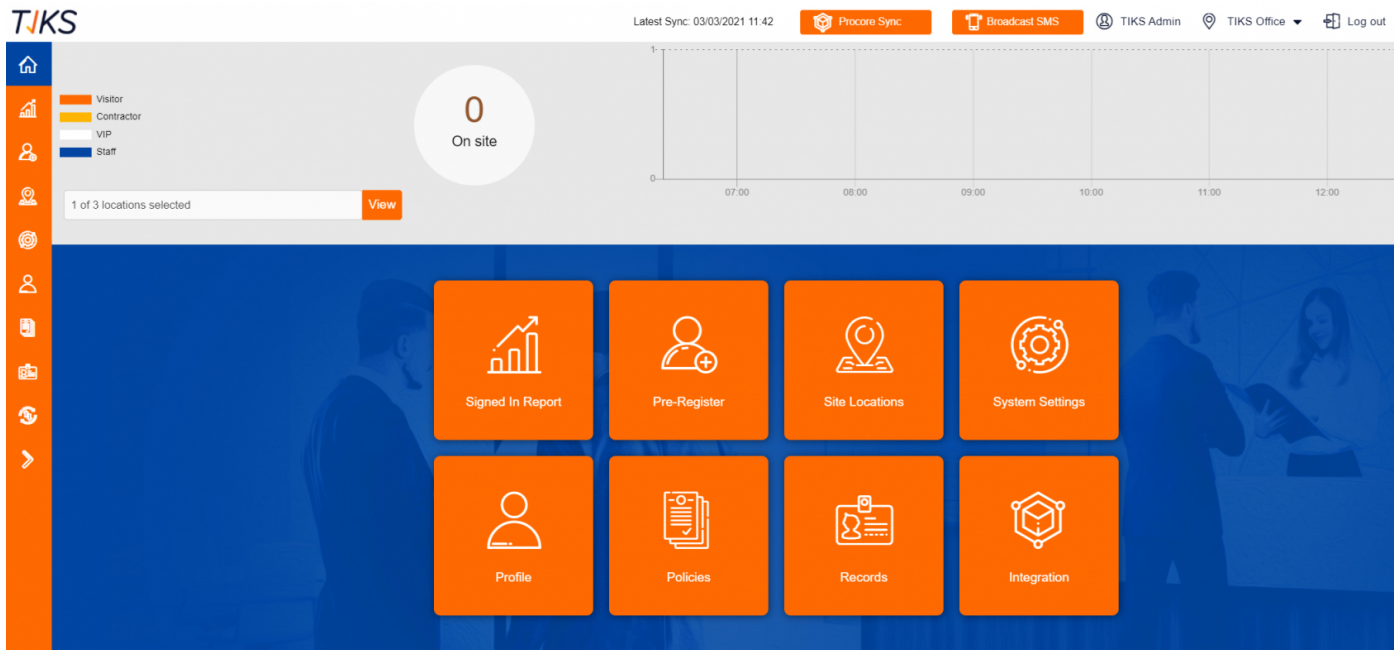 TIKS
Latest Sync: 03/03/2021 11:42
Procore Sync
Broadcast SMS
TIKS Admin
TIKS Office
Log out
Visitor
Contractor
VIP
Staff
0
On site
1 of 3 locations selected
View
1
0
07:00
08:00
09:00
10:00
11:00
12:00
Signed In Report
Pre-Register
Site Locations
System Settings
Profile
Policies
Records
Integration